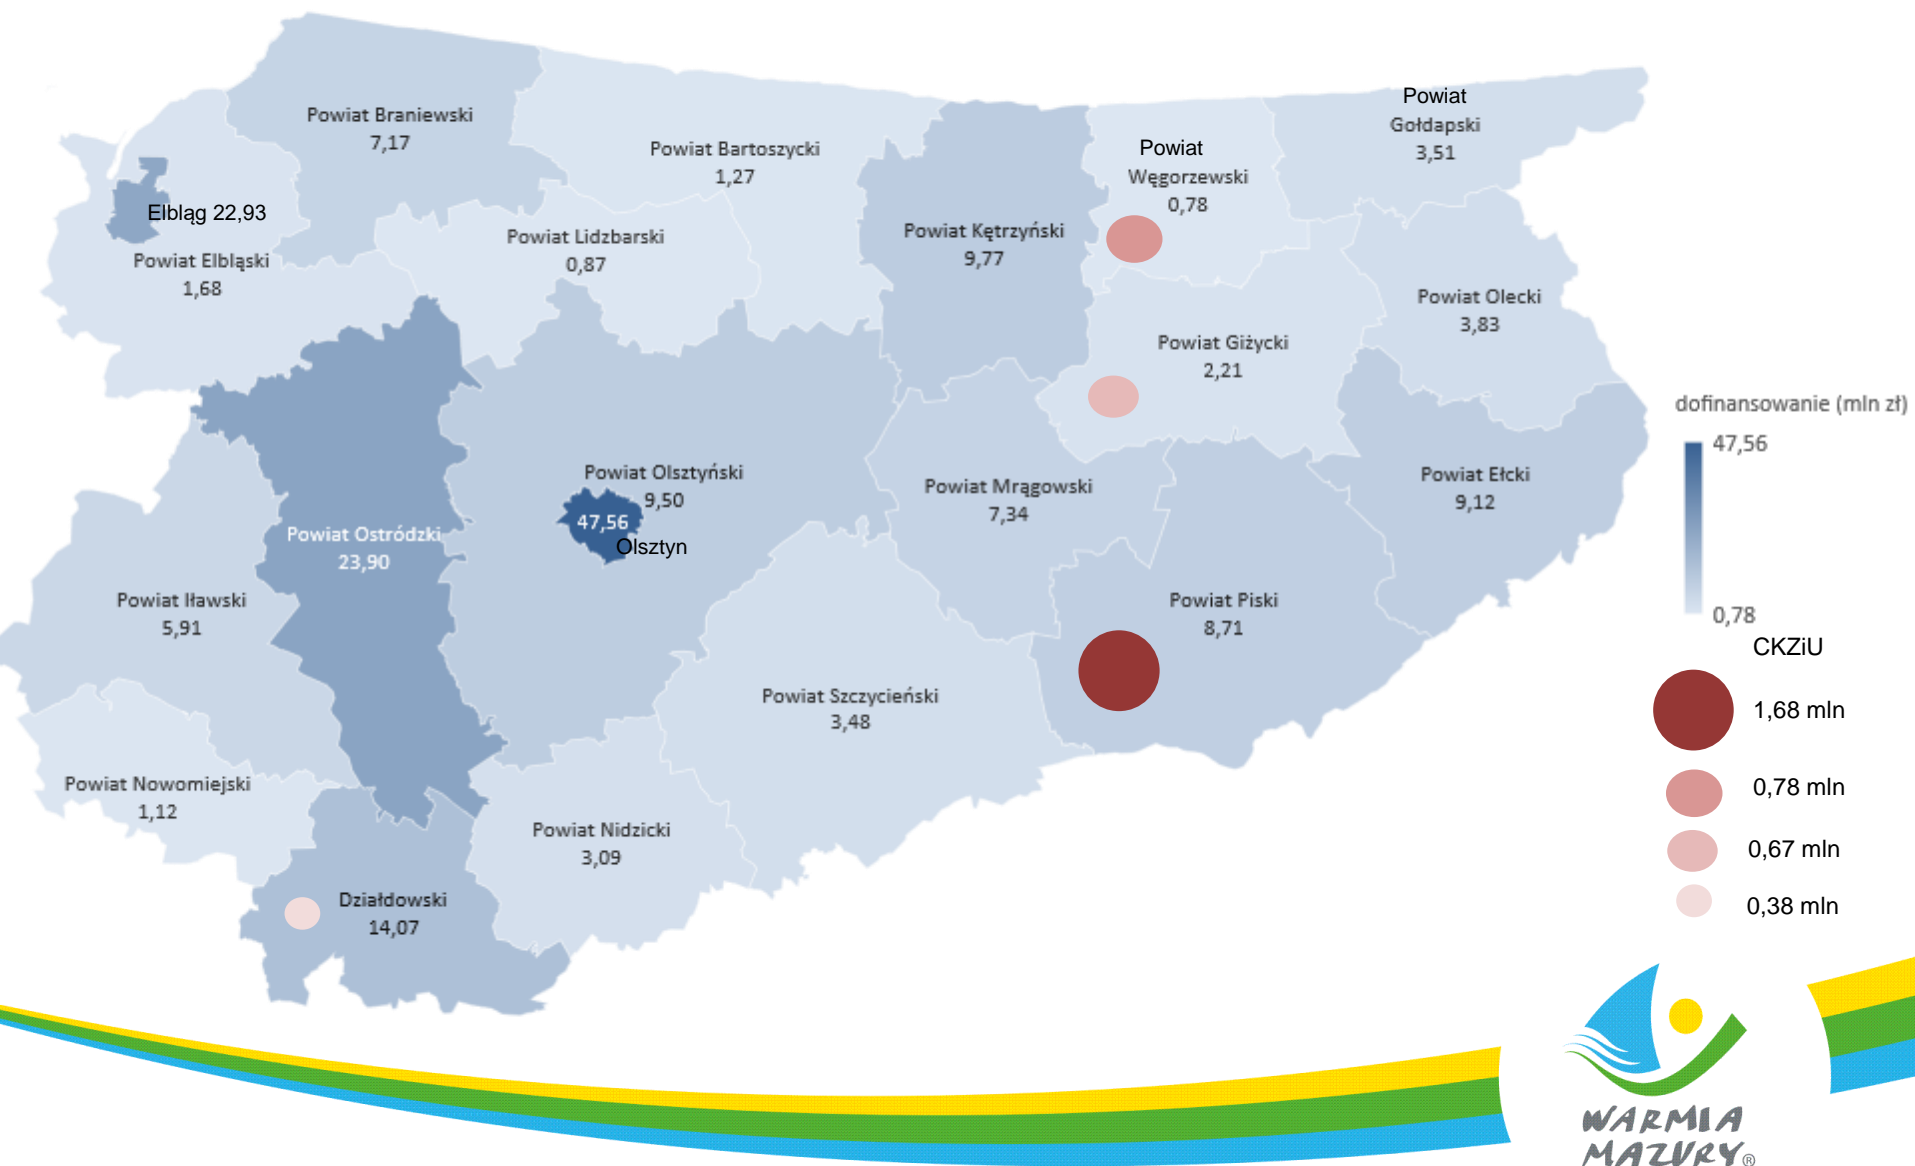 Powiat Braniewski
7,17
Powiat Bartoszycki
1,27
Powiat
Węgorzewski
0,78
Powiat
Gołdapski
3,51
Elbląg 22,93
Powiat Elbląski
1,68
Powiat Lidzbarski
0,87
Powiat Kętrzyński
9,77
Powiat Olecki
3,83
Powiat Giżycki
2,21
Powiat Olsztyński
9,50
47,56
Olsztyn
Powiat Mrągowski
7,34
Powiat Ełcki
9,12
Powiat Ostródzki
23,90
Powiat Iławski
5,91
Powiat Piski
8,71
Powiat Szczycieński
3,48
Powiat Nowomiejski
1,12
Powiat Nidzicki
3,09
Działdowski
14,07
dofinansowanie (mln zł)
47,56
0,78
CKZiU
1,68 mln
0,78 mln
0,67 mln
0,38 mln
WARMIA
MAZURY®